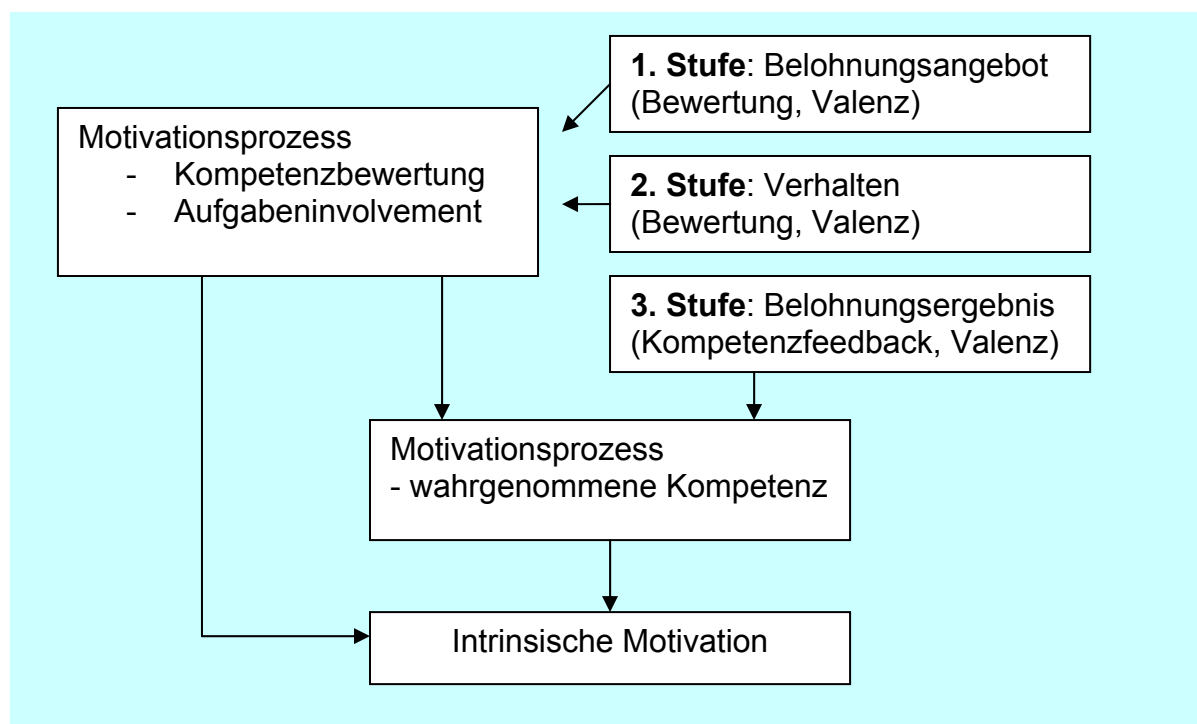 1. Stufe: Belohnungsangebot
(Bewertung, Valenz)
Motivationsprozess
- Kompetenzbewertung
- Aufgabeninvolvement
2. Stufe: Verhalten
(Bewertung, Valenz)
3. Stufe: Belohnungsergebnis
(Kompetenzfeedback, Valenz)
Motivationsprozess
- wahrgenommene Kompetenz
Intrinsische Motivation